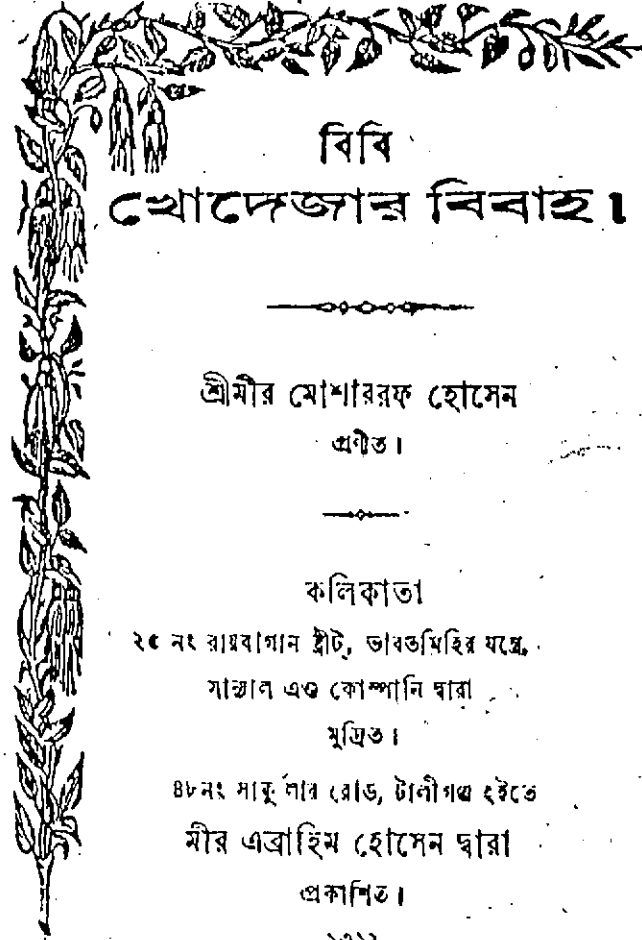 বিবি
খোদেজার বিবাহ।
শ্রীমীর মোশাররফ হোসেন
প্রণীত।
কলিকাতা
২৫ নং রায়বাগান ষ্ট্রীট, ভারতমিহির যন্ত্রে,
সান্যাল এণ্ড কোম্পানি দ্বারা
মুদ্রিত।
৪৮নং সার্কুলার রোড, টালীগঞ্জ হইতে
মীর এব্রাহিম হোসেন দ্বারা
প্রকাশিত।